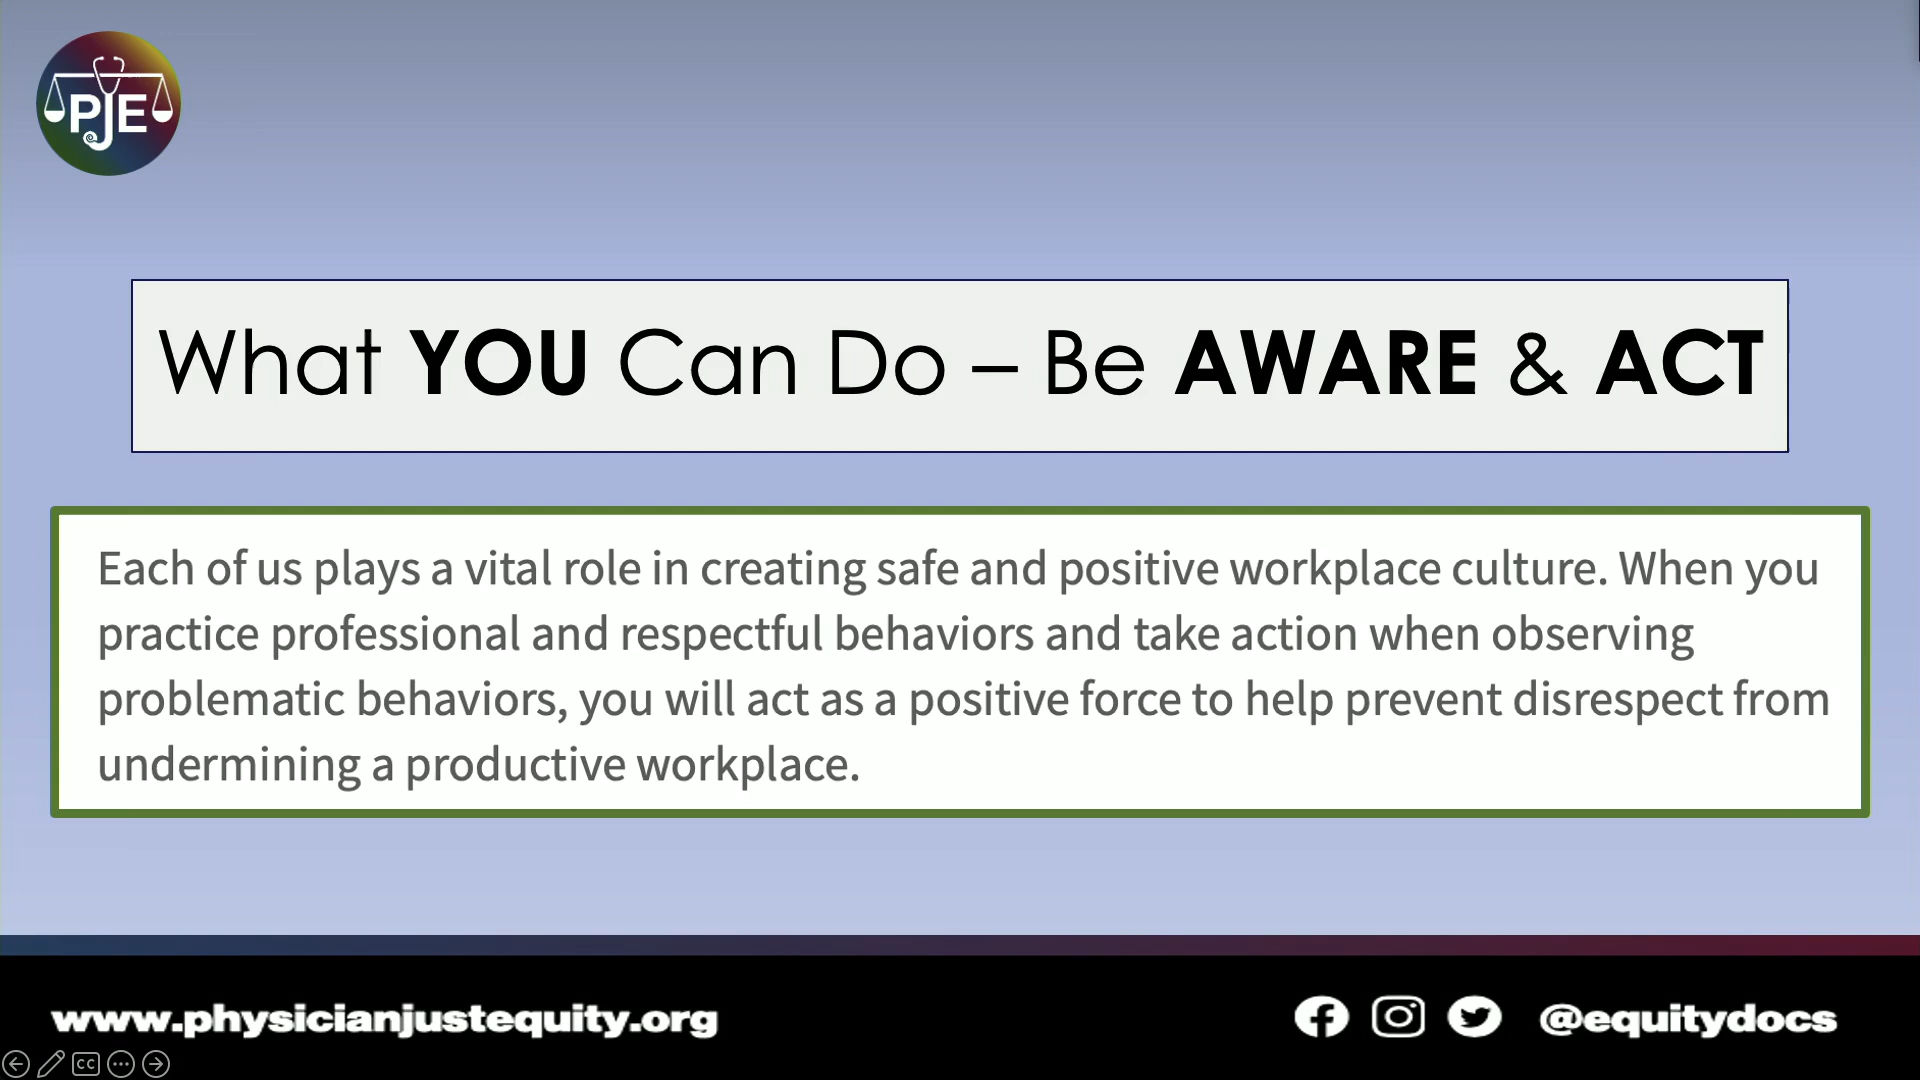 PJE
What YOU Can Do – Be AWARE & ACT
Each of us plays a vital role in creating safe and positive workplace culture. When you
practice professional and respectful behaviors and take action when observing
problematic behaviors, you will act as a positive force to help prevent disrespect from
undermining a productive workplace.
www.physicianjustequity.org
@equitydocs
CC